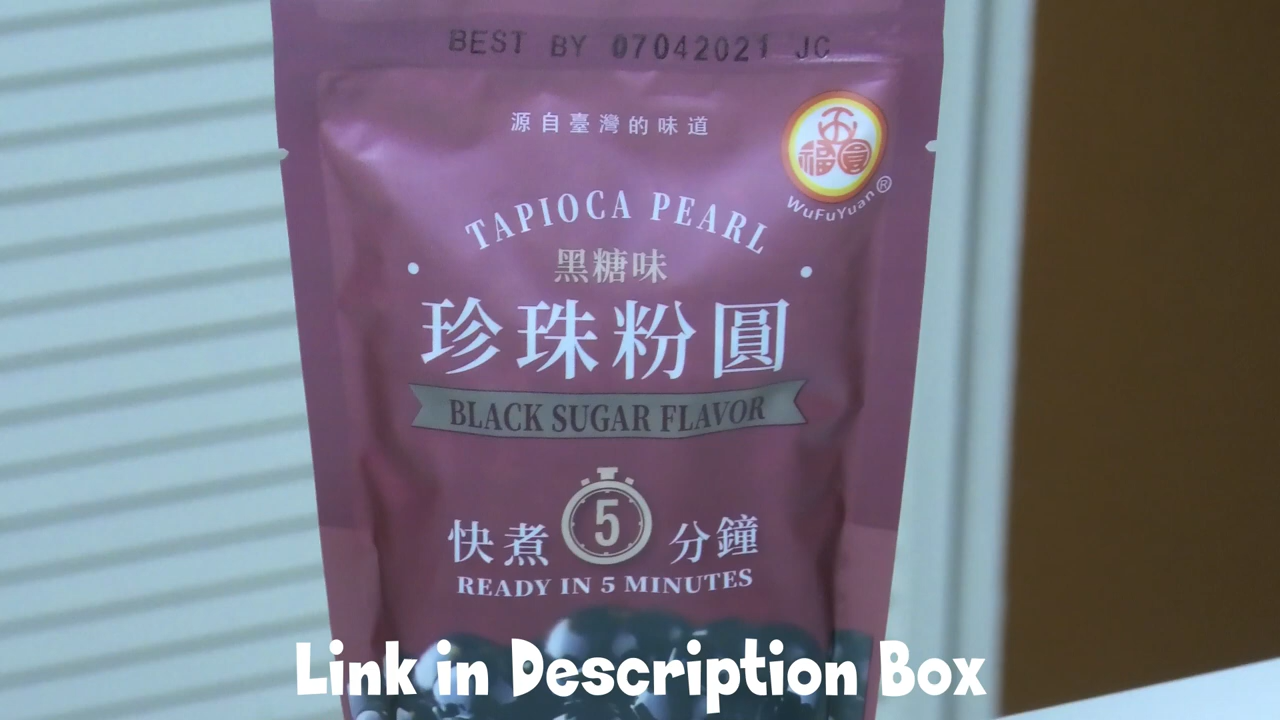 BEST BY 07042021 JC
源自臺灣的味道
五福圓
WuFuYuan®
TAPIOCA PEARL
黑糖味
珍珠粉圓
BLACK SUGAR FLAVOR
快煮 5 分鐘
READY IN 5 MINUTES
Link in Description Box